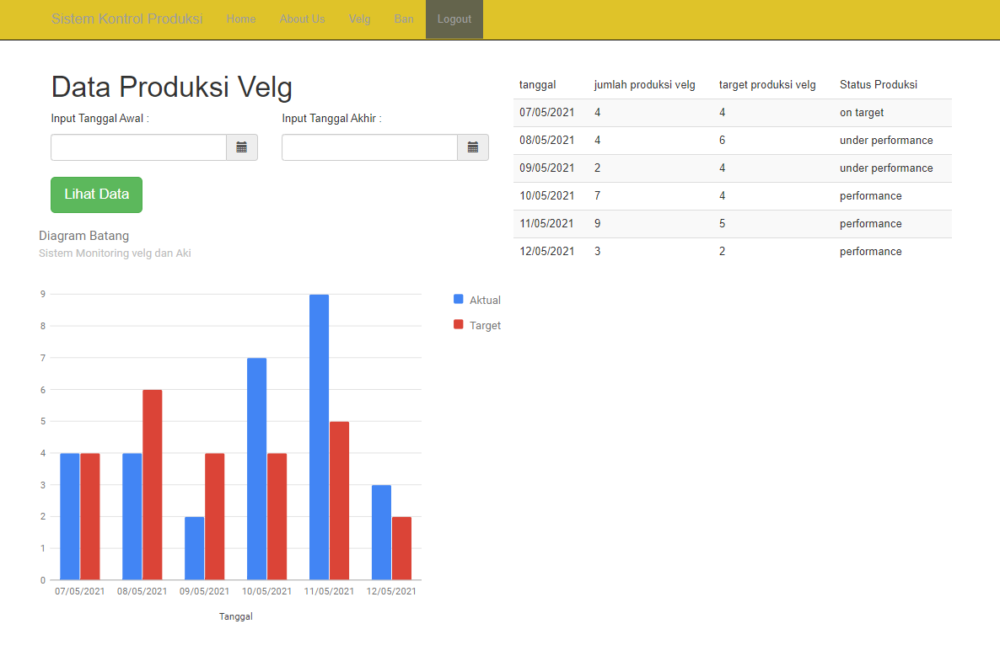 Sistem Kontrol Produksi Home About Us Velg Ban Logout
Data Produksi Velg
Input Tanggal Awal : Input Tanggal Akhir :
Lihat Data
tanggal jumlah produksi velg target produksi velg Status Produksi
07/05/2021 4 4 on target
08/05/2021 4 6 under performance
09/05/2021 2 4 under performance
10/05/2021 7 4 performance
11/05/2021 9 5 performance
12/05/2021 3 2 performance
Diagram Batang
Sistem Monitoring velg dan Aki
Aktual
Target
9
8
7
6
5
4
3
2
1
0
07/05/2021 08/05/2021 09/05/2021 10/05/2021 11/05/2021 12/05/2021
Tanggal